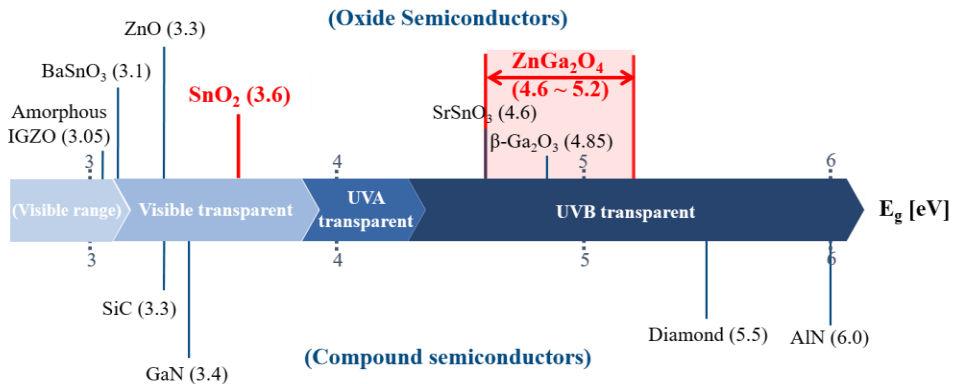 (Oxide Semiconductors)
ZnO (3.3)
BaSnO₃ (3.1)
Amorphous
IGZO (3.05)
SnO₂ (3.6)
ZnGa₂O₄
(4.6 ~ 5.2)
SrSnO₃ (4.6)
β-Ga₂O₃ (4.85)
3
4
5
6
(Visible range)
Visible transparent
UVA
transparent
UVB transparent
E_g [eV]
3
4
5
6
SiC (3.3)
GaN (3.4)
Diamond (5.5)
AlN (6.0)
(Compound semiconductors)